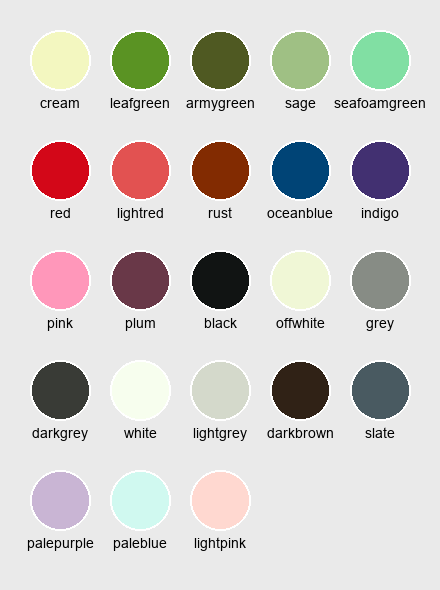 cream leafgreen armygreen sage seafoamgreen
red lightred rust oceanblue indigo
pink plum black offwhite grey
darkgrey white lightgrey darkbrown slate
palepurple paleblue lightpink